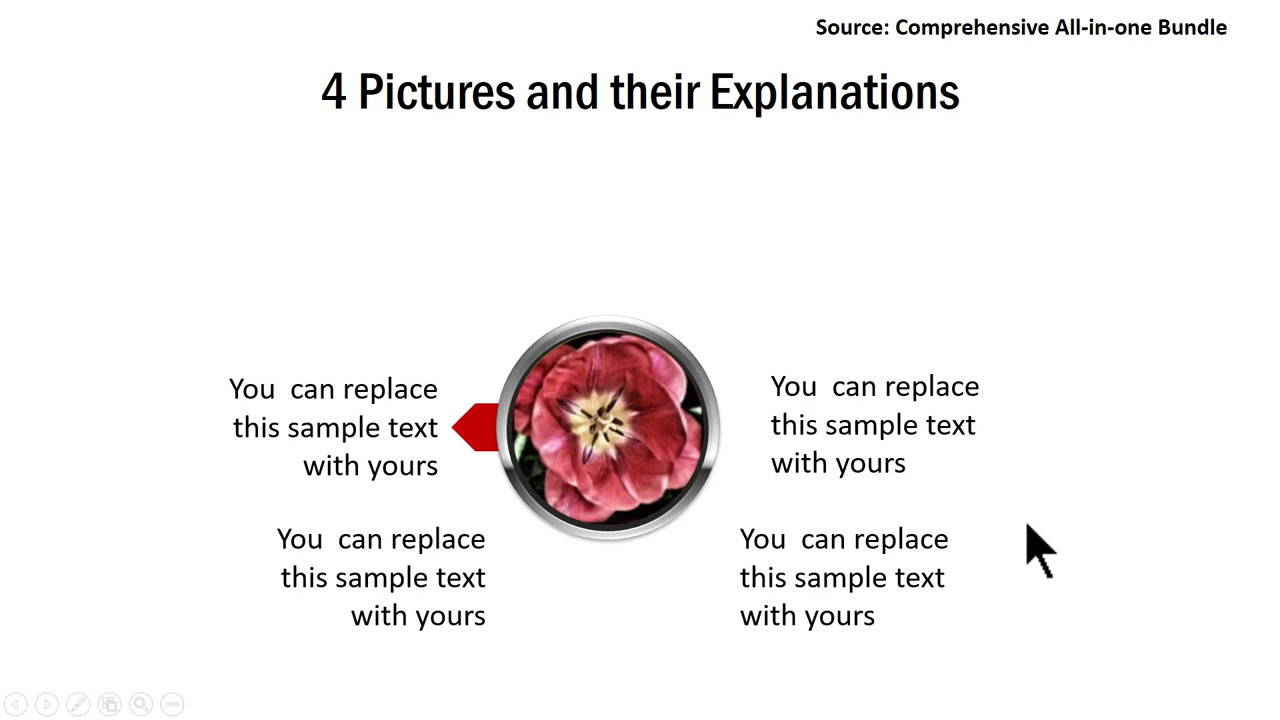 Source: Comprehensive All-in-one Bundle
4 Pictures and their Explanations
You  can replace
this sample text
with yours
You  can replace
this sample text
with yours
You  can replace
this sample text
with yours
You  can replace
this sample text
with yours